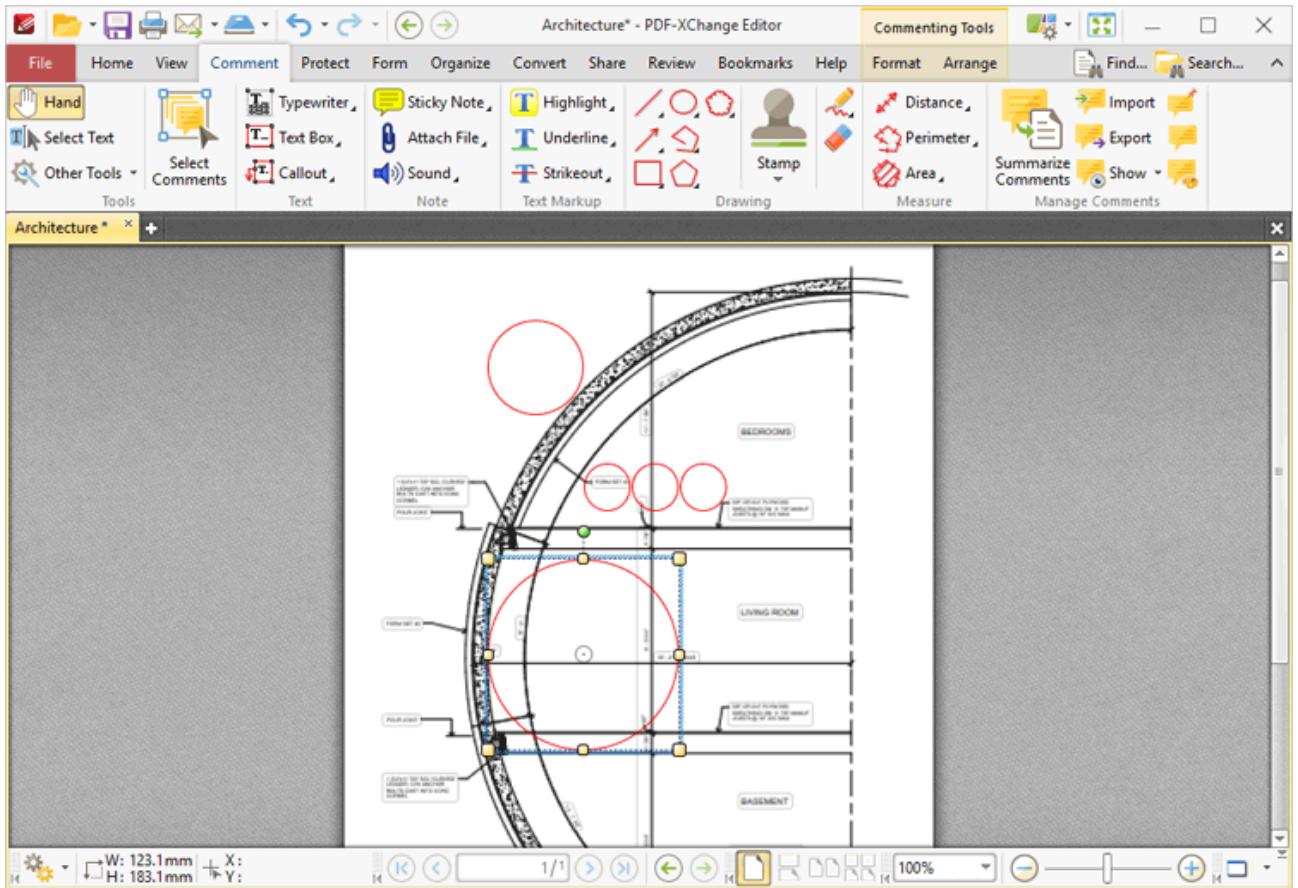 Architecture* - PDF-XChange Editor
Commenting Tools
File Home View Comment Protect Form Organize Convert Share Review Bookmarks Help Format Arrange Find... Search...
Hand
Select Text
Other Tools
Tools
Select
Comments
Typewriter
Text Box
Callout
Text
Sticky Note
Attach File
Sound
Note
Highlight
Underline
Strikeout
Text Markup
Stamp
Drawing
Distance
Perimeter
Area
Measure
Summarize
Comments
Import
Export
Show
Manage Comments
Architecture *
BEDROOMS
LIVING ROOM
BASEMENT
W: 123.1mm
H: 183.1mm
X:
Y:
1/1
100%